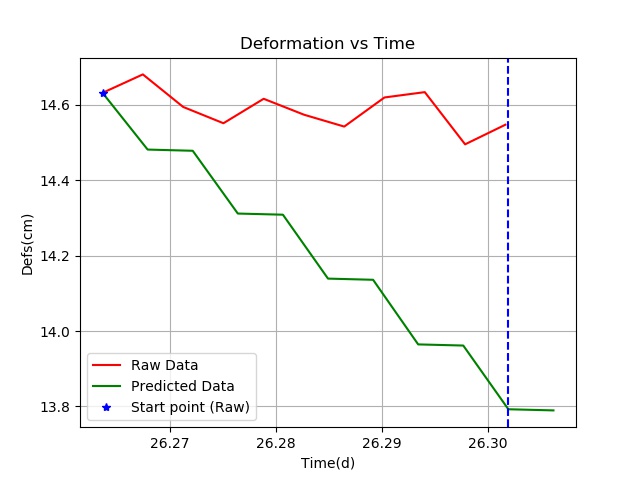 Deformation vs Time
Defs(cm)
14.6
14.4
14.2
14.0
13.8
Raw Data
Predicted Data
Start point (Raw)
26.27 26.28 26.29 26.30
Time(d)